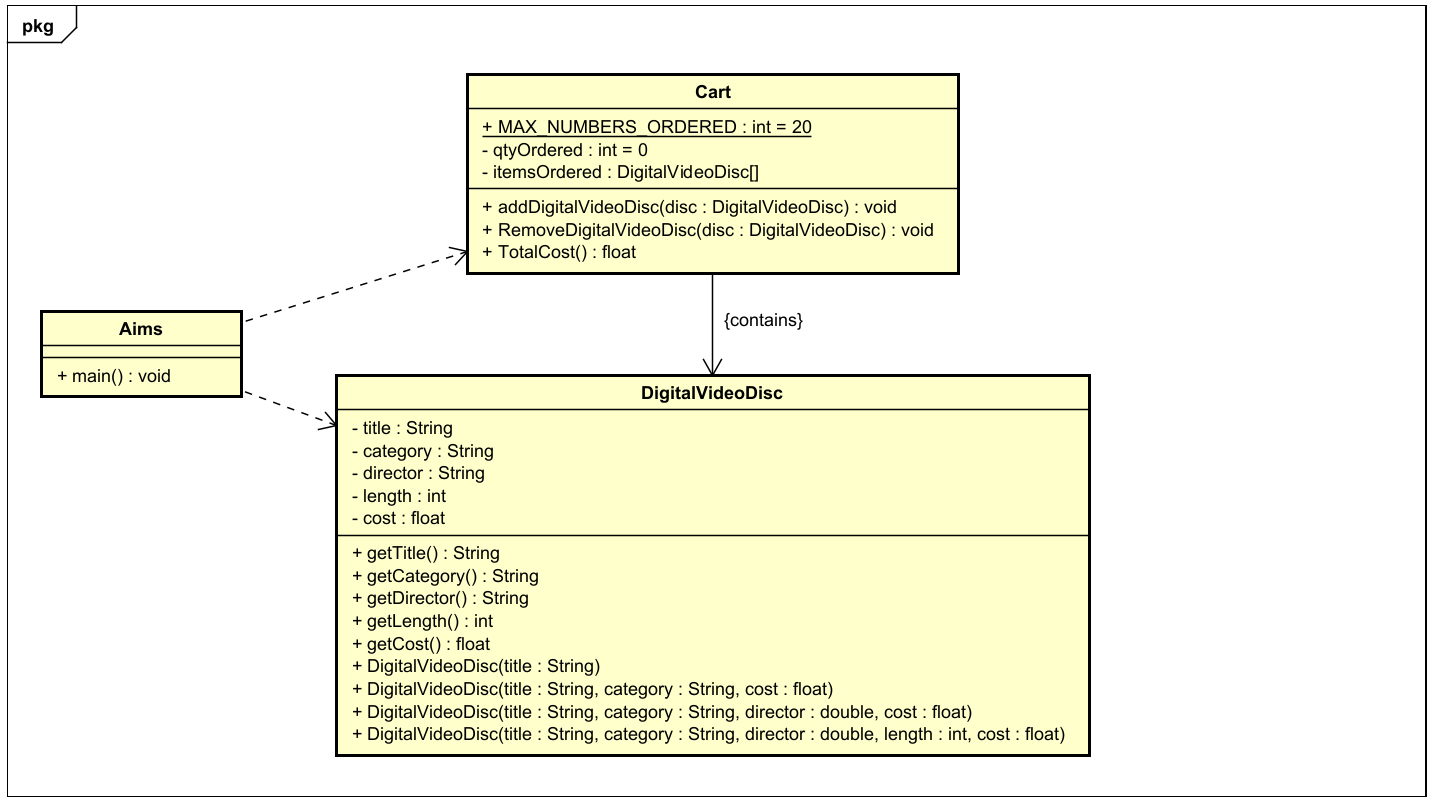 pkg
Cart
+ MAX_NUMBERS_ORDERED : int = 20
- qtyOrdered : int = 0
- itemsOrdered : DigitalVideoDisc[]
+ addDigitalVideoDisc(disc : DigitalVideoDisc) : void
+ RemoveDigitalVideoDisc(disc : DigitalVideoDisc) : void
+ TotalCost() : float
{contains}
Aims
+ main() : void
DigitalVideoDisc
- title : String
- category : String
- director : String
- length : int
- cost : float
+ getTitle() : String
+ getCategory() : String
+ getDirector() : String
+ getLength() : int
+ getCost() : float
+ DigitalVideoDisc(title : String)
+ DigitalVideoDisc(title : String, category : String, cost : float)
+ DigitalVideoDisc(title : String, category : String, director : double, cost : float)
+ DigitalVideoDisc(title : String, category : String, director : double, length : int, cost : float)